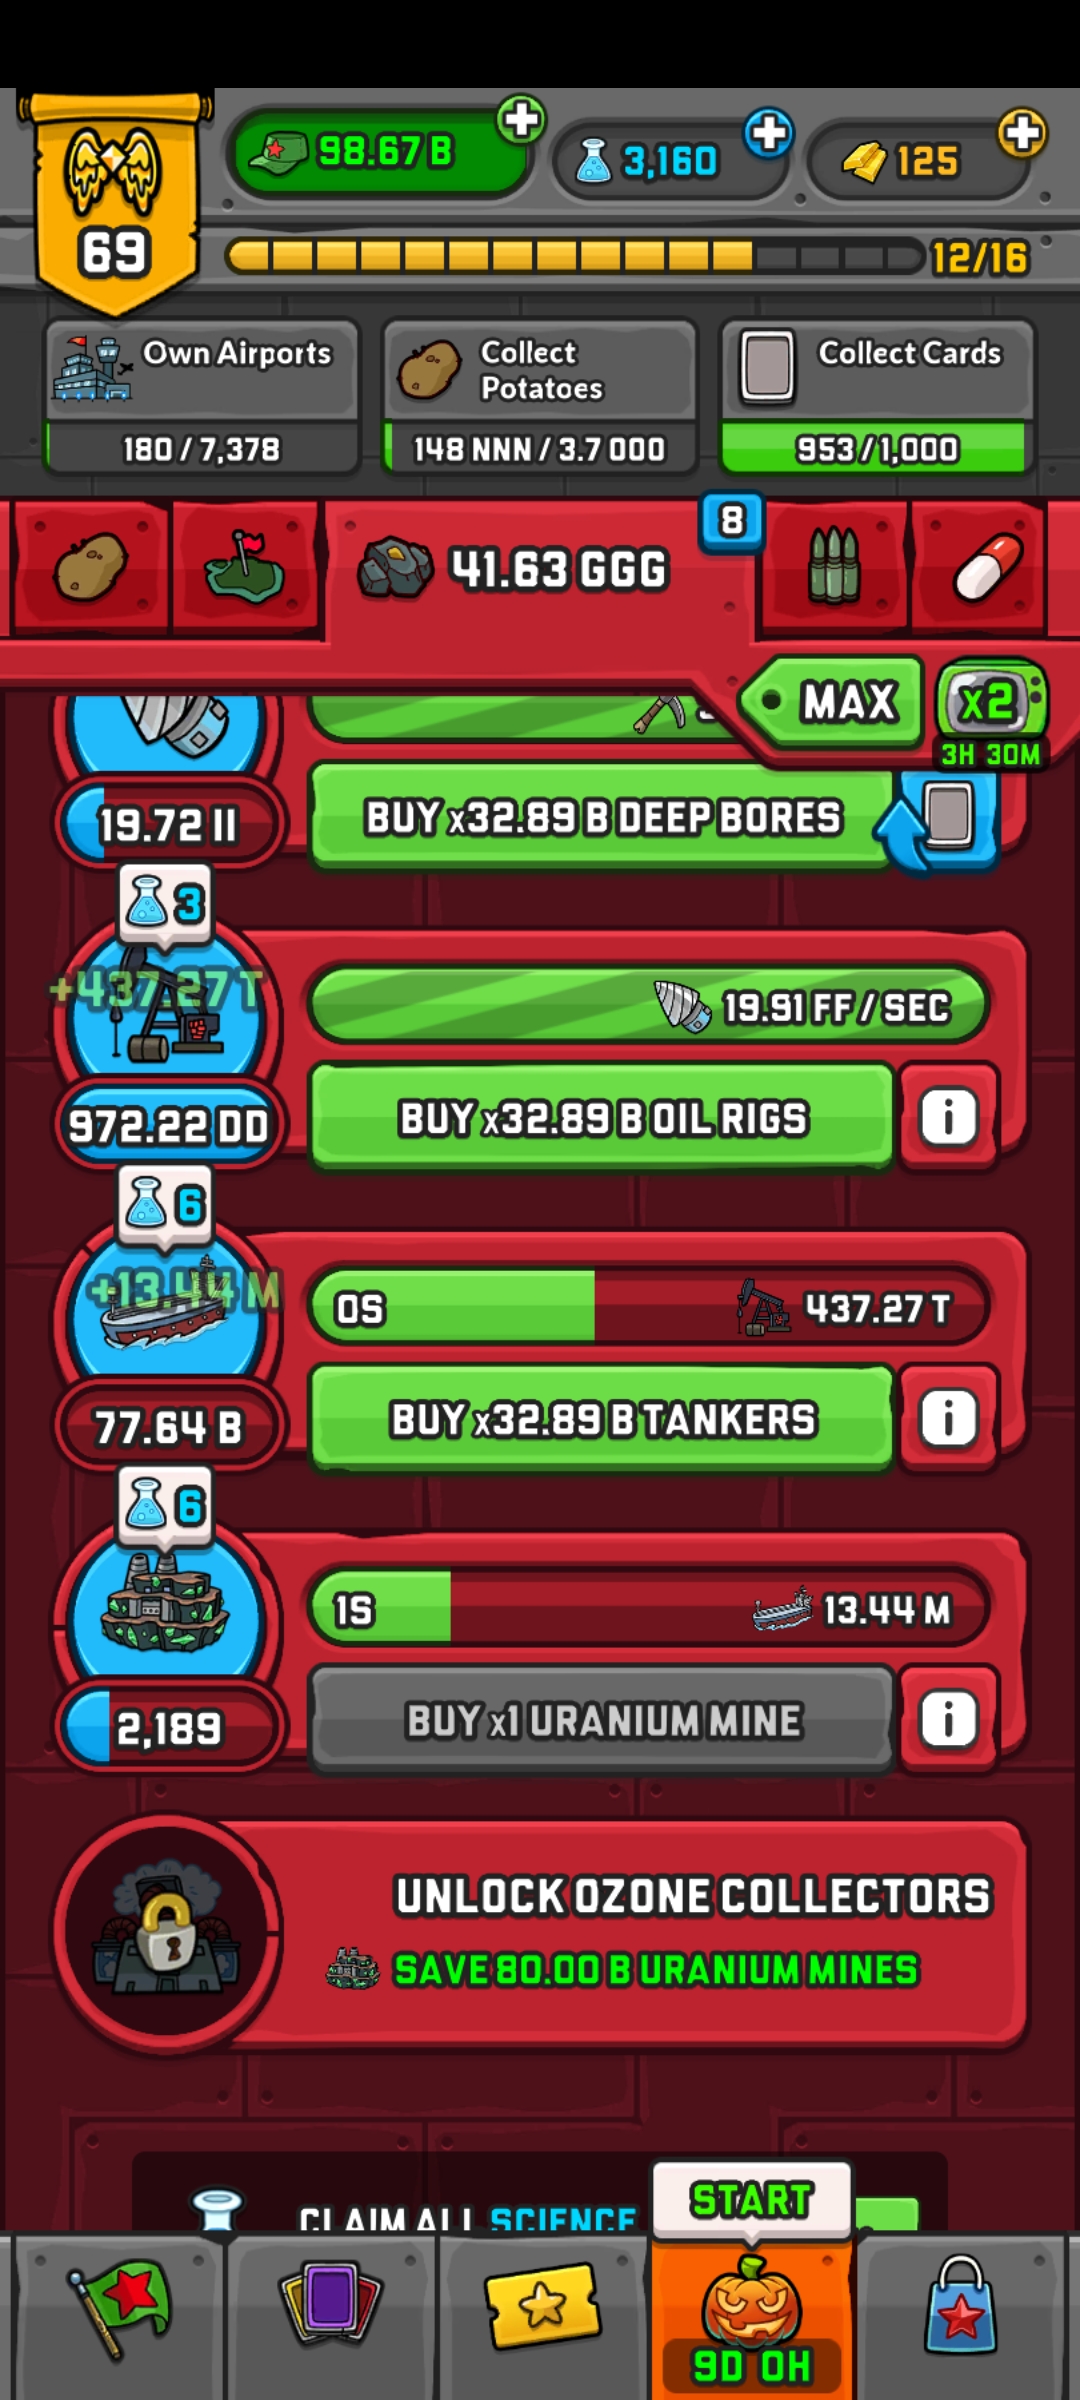 98.67 B
3,160
125
69
12/16
Own Airports
180 / 7,378
Collect
Potatoes
148 NNN / 3.7 OOO
Collect Cards
953 / 1,000
41.63 GGG
8
MAX
x2
3H 30M
19.72 II
BUY x32.89 B DEEP BORES
3
+437.27 T
19.91 FF / SEC
972.22 DD
BUY x32.89 B OIL RIGS
i
6
+13.44 M
0S
437.27 T
77.64 B
BUY x32.89 B TANKERS
i
6
1S
13.44 M
2,189
BUY x1 URANIUM MINE
i
UNLOCK OZONE COLLECTORS
SAVE 80.00 B URANIUM MINES
CLAIM ALL SCIENCE
START
9D 0H